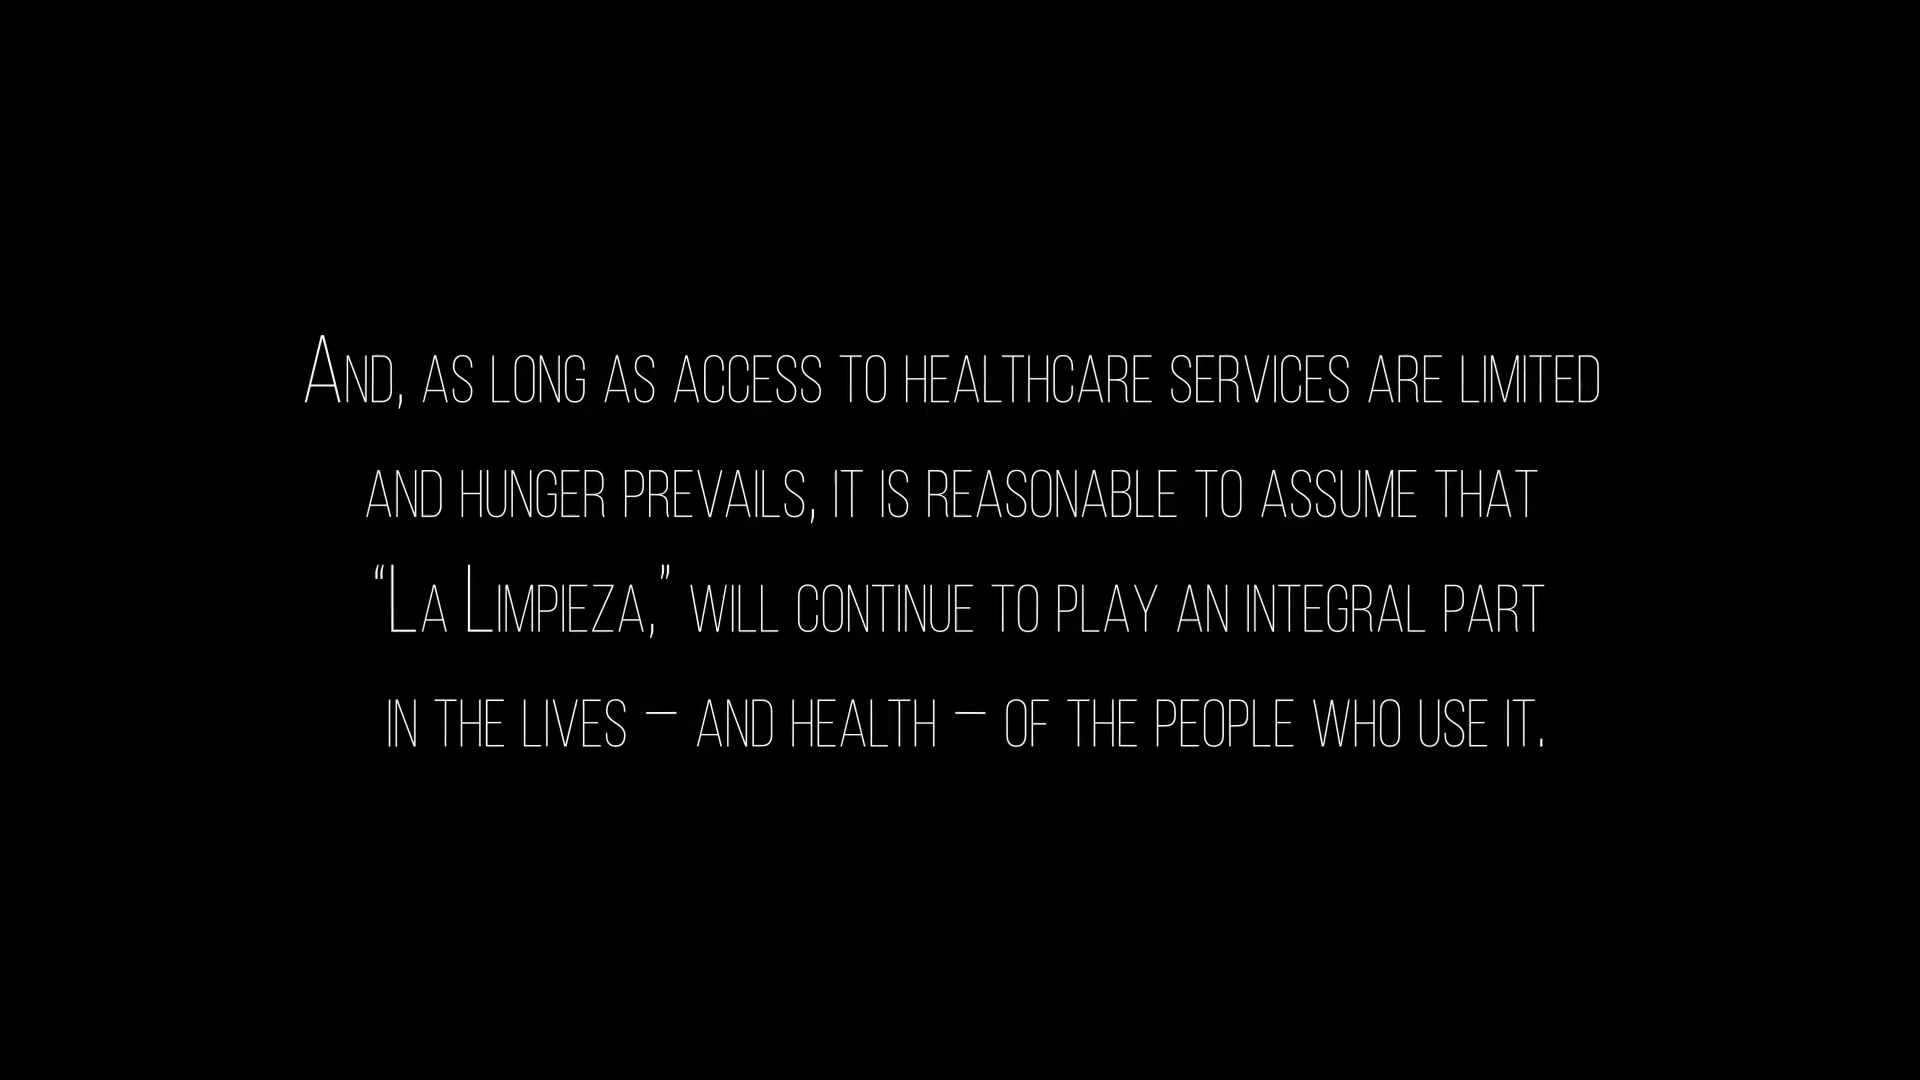 And, as long as access to healthcare services are limited
and hunger prevails, it is reasonable to assume that
“La Limpieza,” will continue to play an integral part
in the lives – and health – of the people who use it.